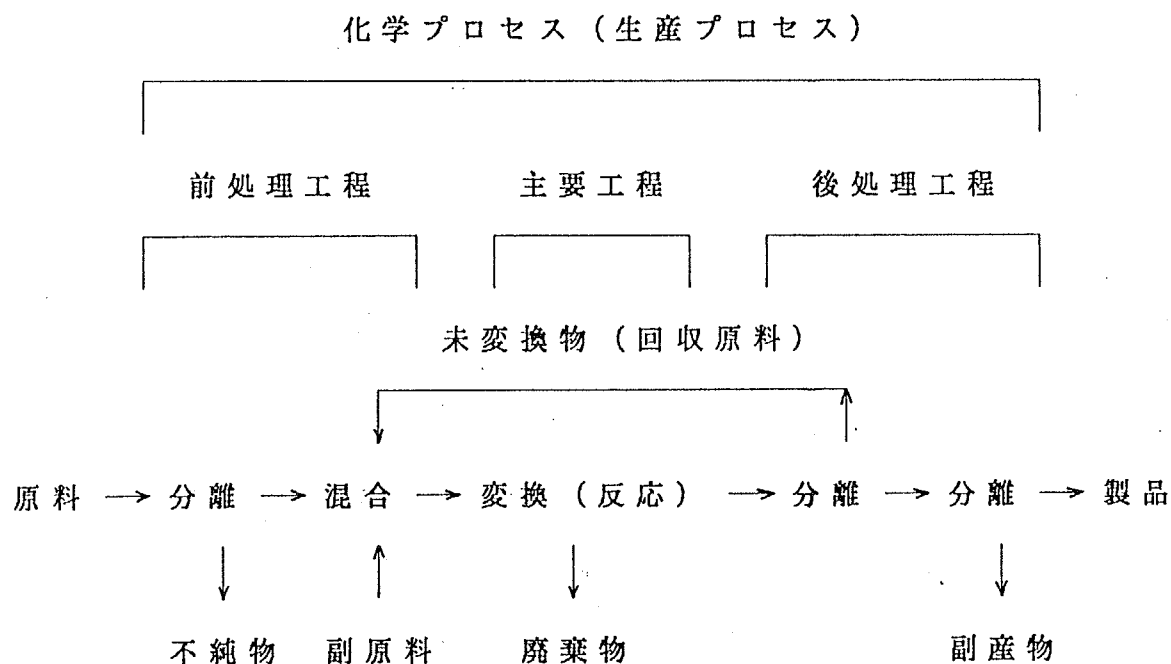 化学プロセス（生産プロセス）
前処理工程 主要工程 後処理工程
未変換物（回収原料）
原料 → 分離 → 混合 → 変換（反応） → 分離 → 分離 → 製品
不純物 副原料 廃棄物 副産物